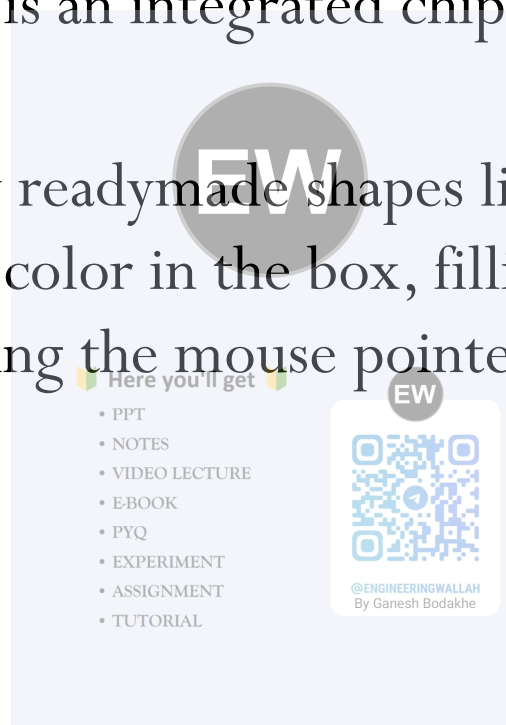 is an integrated chip
EW
readymade shapes li
color in the box, filli
ng the mouse pointe
Here you'll get
EW
• PPT
• NOTES
• VIDEO LECTURE
• E-BOOK
• PYQ
• EXPERIMENT
• ASSIGNMENT
• TUTORIAL
@ENGINEERINGWALLAH
By Ganesh Bodakhe